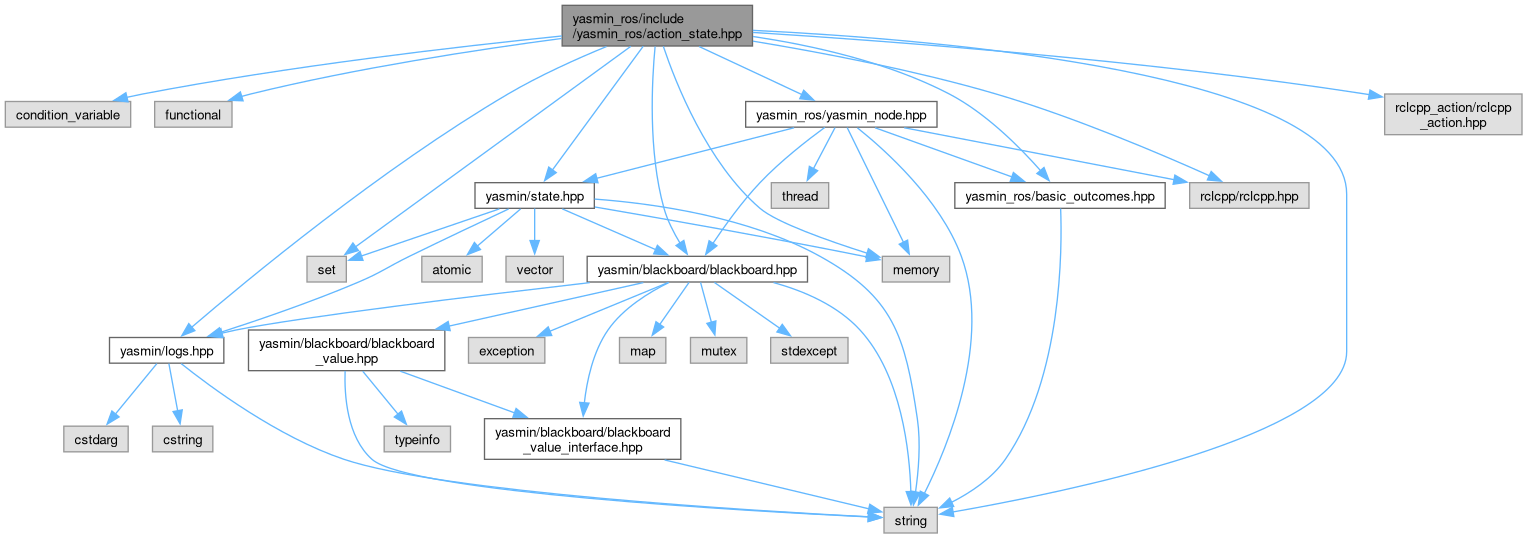 yasmin_ros/include
/yasmin_ros/action_state.hpp
condition_variable
functional
yasmin_ros/yasmin_node.hpp
rclcpp_action/rclcpp
_action.hpp
yasmin/state.hpp
thread
yasmin_ros/basic_outcomes.hpp
rclcpp/rclcpp.hpp
set
atomic
vector
yasmin/blackboard/blackboard.hpp
memory
yasmin/logs.hpp
yasmin/blackboard/blackboard
_value.hpp
exception
map
mutex
stdexcept
cstdarg
cstring
typeinfo
yasmin/blackboard/blackboard
_value_interface.hpp
string